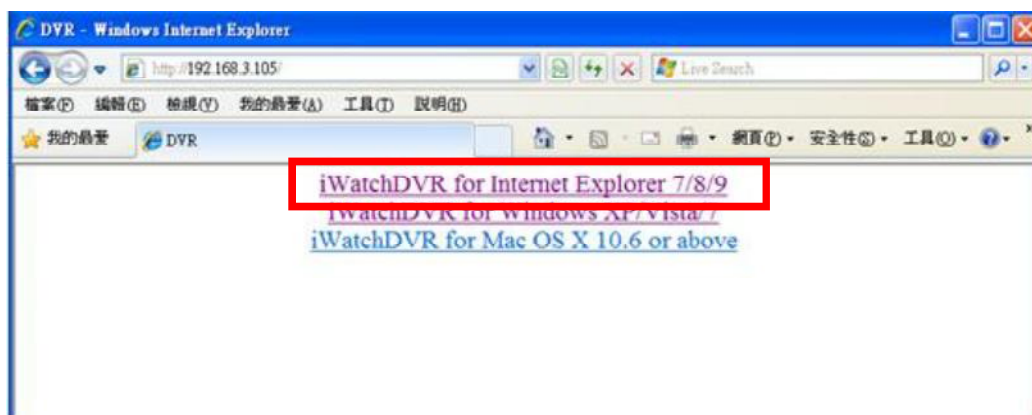 DVR - Windows Internet Explorer
http://192.168.3.105/
Live Search
檔案(F) 編輯(E) 檢視(V) 我的最愛(A) 工具(T) 說明(H)
我的最愛 DVR 網頁(P) 安全性(S) 工具(O)
iWatchDVR for Internet Explorer 7/8/9
iWatchDVR for Windows XP/Vista/7
iWatchDVR for Mac OS X 10.6 or above